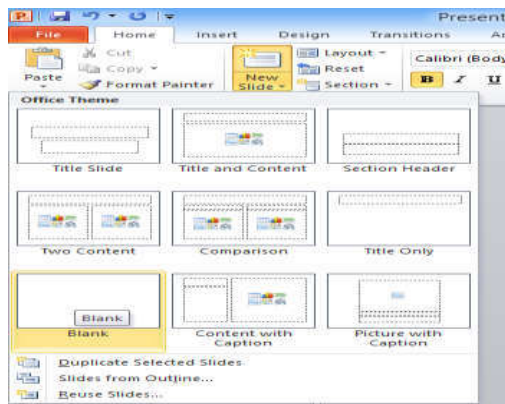 Present
File Home Insert Design Transitions A
Cut
Copy
Format Painter
Paste
New
Slide
Layout
Reset
Section
Calibri (Body
B I U
Office Theme
Title Slide Title and Content Section Header
Two Content Comparison Title Only
Blank
Blank Content with Caption Picture with Caption
Duplicate Selected Slides
Slides from Outline...
Reuse Slides...